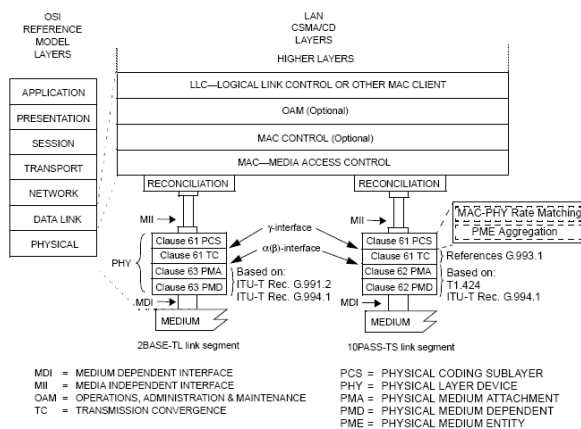 OSI
REFERENCE
MODEL
LAYERS
LAN
CSMA/CD
LAYERS
HIGHER LAYERS
LLC—LOGICAL LINK CONTROL OR OTHER MAC CLIENT
OAM (Optional)
MAC CONTROL (Optional)
MAC—MEDIA ACCESS CONTROL
APPLICATION
PRESENTATION
SESSION
TRANSPORT
NETWORK
DATA LINK
PHYSICAL
RECONCILIATION
RECONCILIATION
MII
MII
MAC-PHY Rate Matching
PME Aggregation
γ-interface
α(β)-interface
PHY
Clause 61 PCS
Clause 61 TC
Clause 63 PMA
Clause 63 PMD
Based on:
ITU-T Rec. G.991.2
ITU-T Rec. G.994.1
Clause 61 PCS
Clause 61 TC
Clause 62 PMA
Clause 62 PMD
References G.993.1
Based on:
T1.424
ITU-T Rec. G.994.1
MDI
MDI
MEDIUM
MEDIUM
2BASE-TL link segment
10PASS-TS link segment
MDI = MEDIUM DEPENDENT INTERFACE
MII = MEDIA INDEPENDENT INTERFACE
OAM = OPERATIONS, ADMINISTRATION & MAINTENANCE
TC = TRANSMISSION CONVERGENCE
PCS = PHYSICAL CODING SUBLAYER
PHY = PHYSICAL LAYER DEVICE
PMA = PHYSICAL MEDIUM ATTACHMENT
PMD = PHYSICAL MEDIUM DEPENDENT
PME = PHYSICAL MEDIUM ENTITY